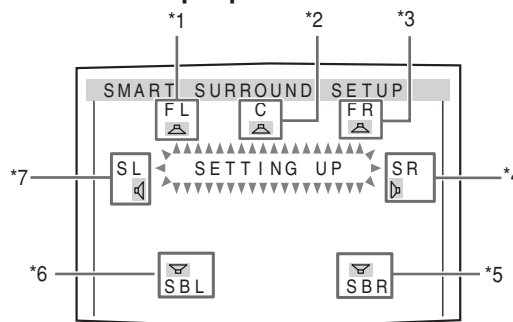 *1 *2 *3
SMART SURROUND SETUP
FL C FR
*7 SL SETTING UP SR
*6 SBL SBR *5